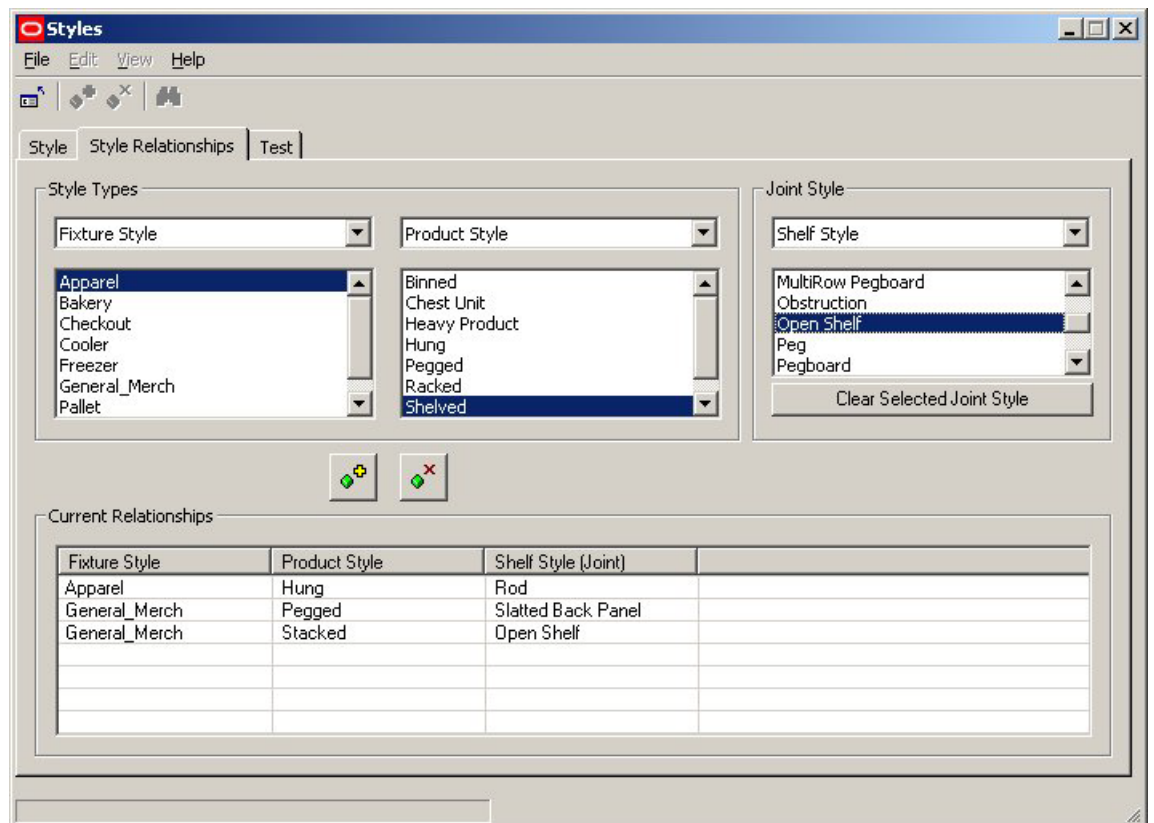 Styles
File Edit View Help
Style Style Relationships Test
Style Types
Joint Style
Fixture Style
Product Style
Shelf Style
Apparel
Bakery
Checkout
Cooler
Freezer
General_Merch
Pallet
Binned
Chest Unit
Heavy Product
Hung
Pegged
Racked
Shelved
MultiRow Pegboard
Obstruction
Open Shelf
Peg
Pegboard
Clear Selected Joint Style
Current Relationships
Fixture Style Product Style Shelf Style (Joint)
Apparel Hung Rod
General_Merch Pegged Slatted Back Panel
General_Merch Stacked Open Shelf